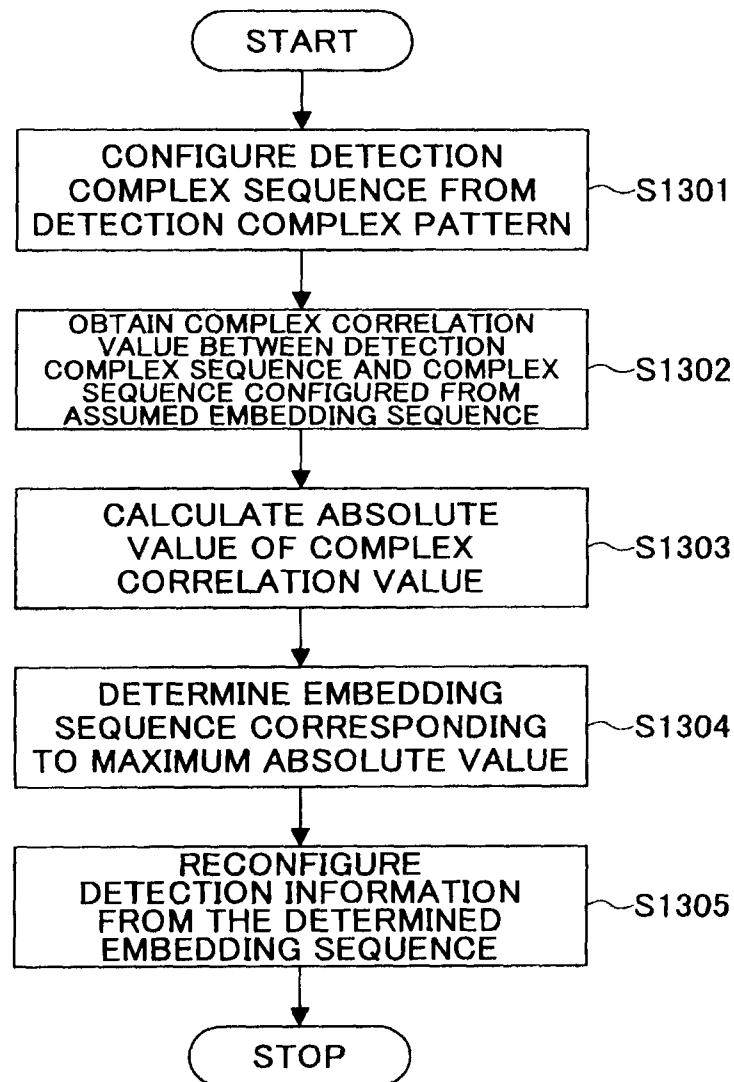 START
CONFIGURE DETECTION
COMPLEX SEQUENCE FROM
DETECTION COMPLEX PATTERN
S1301
OBTAIN COMPLEX CORRELATION
VALUE BETWEEN DETECTION
COMPLEX SEQUENCE AND COMPLEX
SEQUENCE CONFIGURED FROM
ASSUMED EMBEDDING SEQUENCE
S1302
CALCULATE ABSOLUTE
VALUE OF COMPLEX
CORRELATION VALUE
S1303
DETERMINE EMBEDDING
SEQUENCE CORRESPONDING
TO MAXIMUM ABSOLUTE VALUE
S1304
RECONFIGURE
DETECTION INFORMATION
FROM THE DETERMINED
EMBEDDING SEQUENCE
S1305
STOP